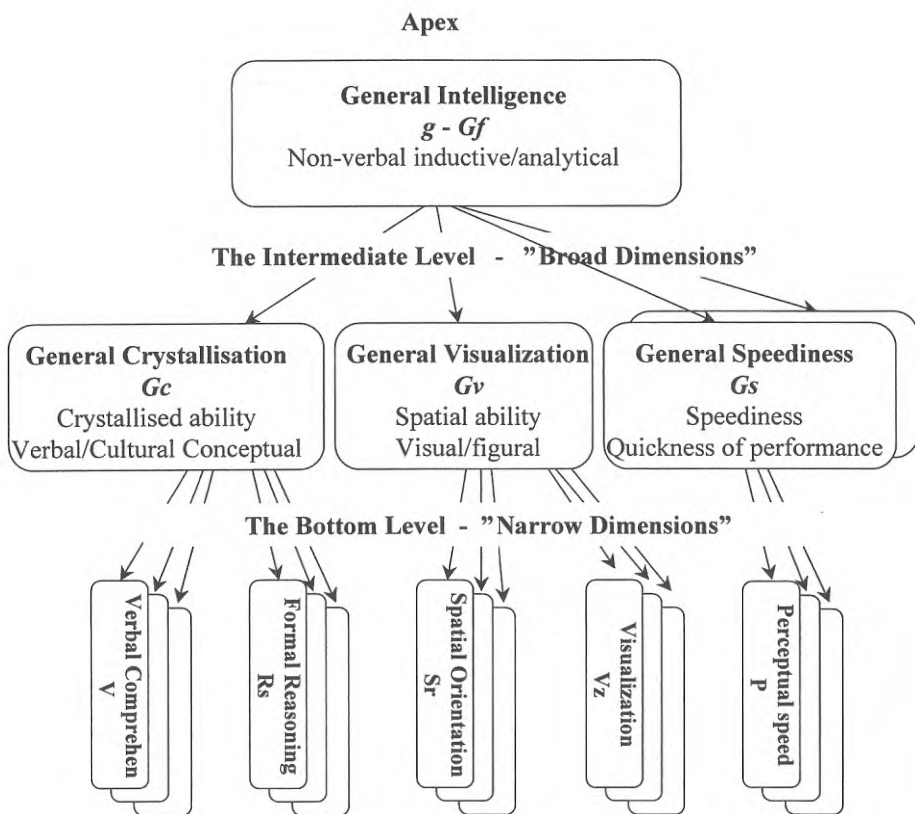 Apex
General Intelligence
g - Gf
Non-verbal inductive/analytical
The Intermediate Level - ”Broad Dimensions”
General Crystallisation
Gc
Crystallised ability
Verbal/Cultural Conceptual
General Visualization
Gv
Spatial ability
Visual/figural
General Speediness
Gs
Speediness
Quickness of performance
The Bottom Level - ”Narrow Dimensions”
Verbal Comprehen
V
Formal Reasoning
Rs
Spatial Orientation
Sr
Visualization
Vz
Perceptual speed
P